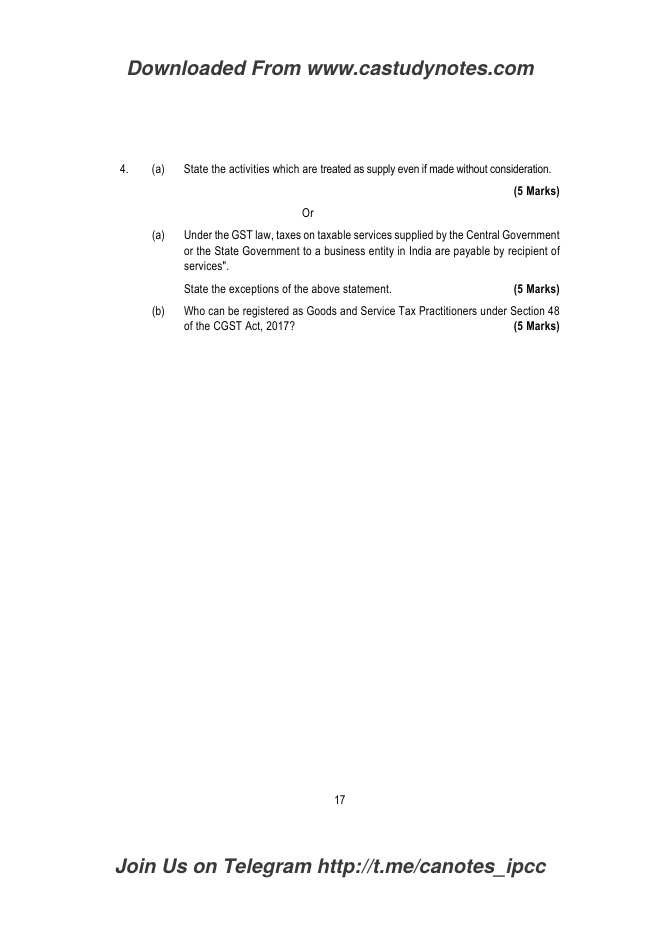 Downloaded From www.castudynotes.com
4. (a) State the activities which are treated as supply even if made without consideration.
(5 Marks)
Or
(a) Under the GST law, taxes on taxable services supplied by the Central Government
or the State Government to a business entity in India are payable by recipient of
services".
State the exceptions of the above statement. (5 Marks)
(b) Who can be registered as Goods and Service Tax Practitioners under Section 48
of the CGST Act, 2017? (5 Marks)
17
Join Us on Telegram http://t.me/canotes_ipcc